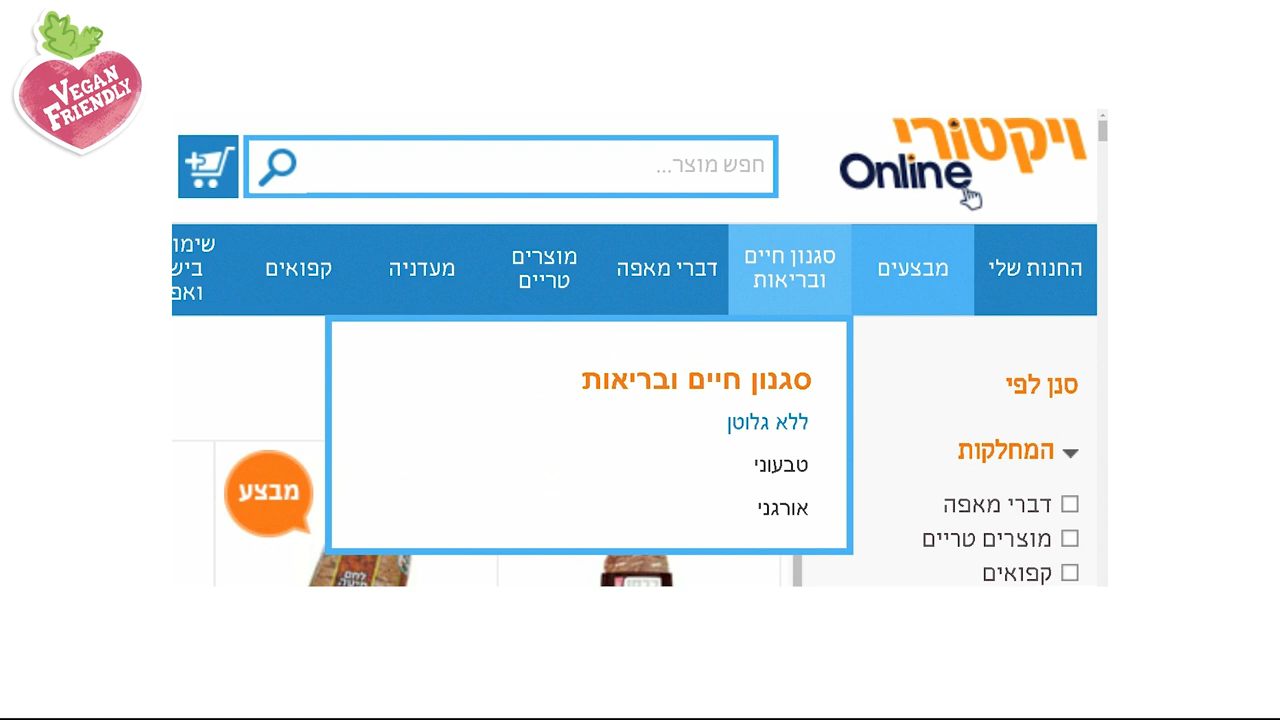 VEGAN
FRIENDLY
ויקטורי
Online
חפש מוצר...
החנות שלי
מבצעים
סגנון חיים
ובריאות
דברי מאפה
מוצרים
טריים
מעדניה
קפואים
סגנון חיים ובריאות
ללא גלוטן
טבעוני
אורגני
סנן לפי
המחלקות
דברי מאפה
מוצרים טריים
קפואים
מבצע
לחם